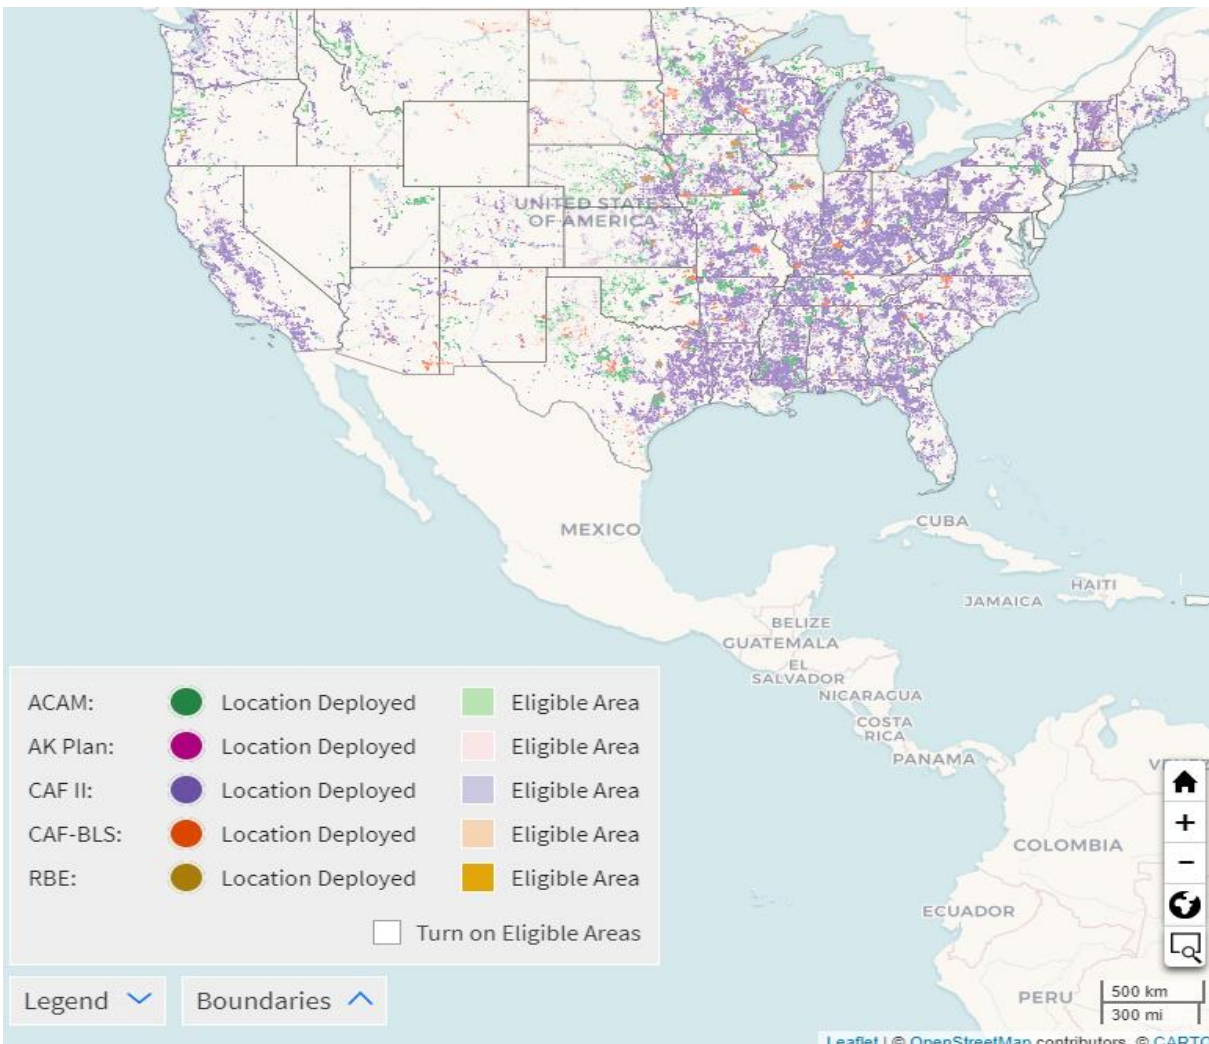 UNITED STATES
OF AMERICA
MEXICO
CUBA
HAITI
JAMAICA
BELIZE
GUATEMALA
EL
SALVADOR
NICARAGUA
COSTA
RICA
PANAMA
COLOMBIA
ECUADOR
PERU
ACAM: Location Deployed Eligible Area
AK Plan: Location Deployed Eligible Area
CAF II: Location Deployed Eligible Area
CAF-BLS: Location Deployed Eligible Area
RBE: Location Deployed Eligible Area
Turn on Eligible Areas
Legend Boundaries
+
−
500 km
300 mi
Leaflet | © OpenStreetMap contributors, © CARTO